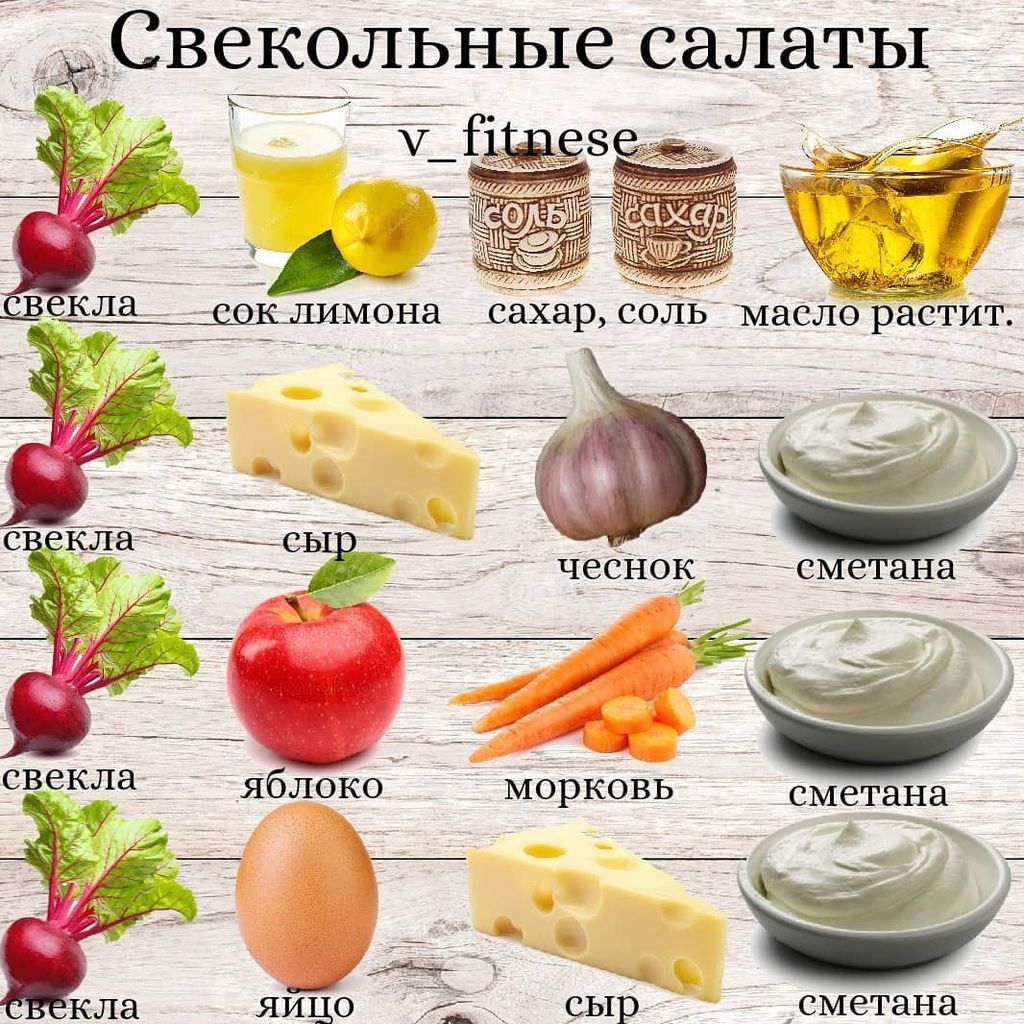 Свекольные салаты
v_fitnese
соль сахар
свекла сок лимона сахар, соль масло растит.
свекла сыр чеснок сметана
свекла яблоко морковь сметана
свекла яйцо сыр сметана